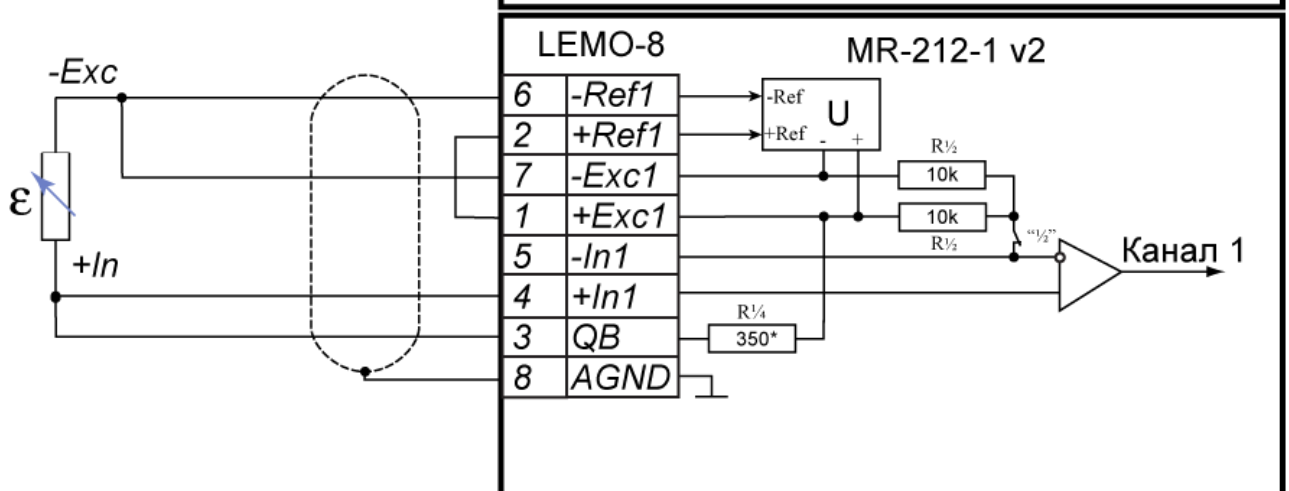 LEMO-8
MR-212-1 v2
-Exc
6 -Ref1
-Ref
U
2 +Ref1
+Ref
- +
R½
7 -Exc1
10k
ε
1 +Exc1
10k
R½
“½”
+In
5 -In1
Канал 1
4 +In1
R¼
3 QB
350*
8 AGND